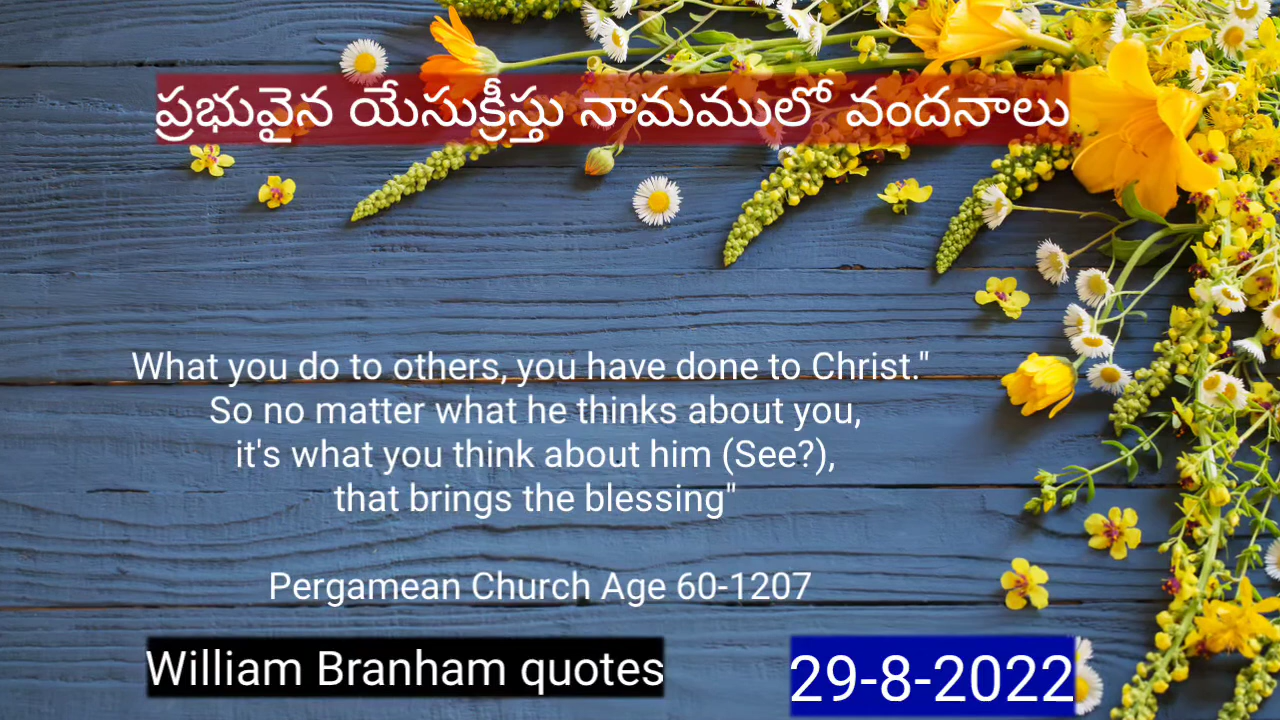 ప్రభువైన యేసుక్రీస్తు నామములో వందనాలు
What you do to others, you have done to Christ."
So no matter what he thinks about you,
it's what you think about him (See?),
that brings the blessing"
Pergamean Church Age 60-1207
William Branham quotes
29-8-2022